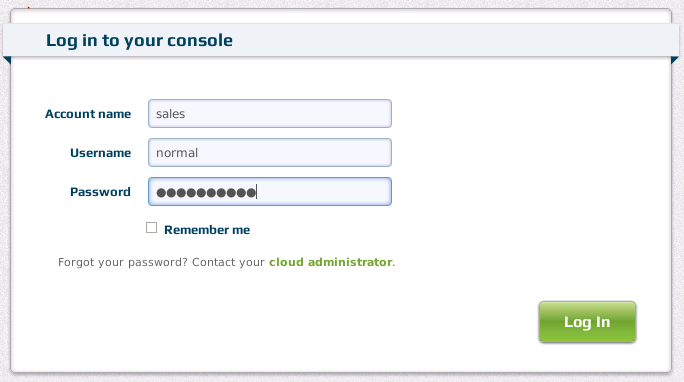 Log in to your console
Account name sales
Username normal
Password ●●●●●●●●●●
Remember me
Forgot your password? Contact your cloud administrator.
Log In